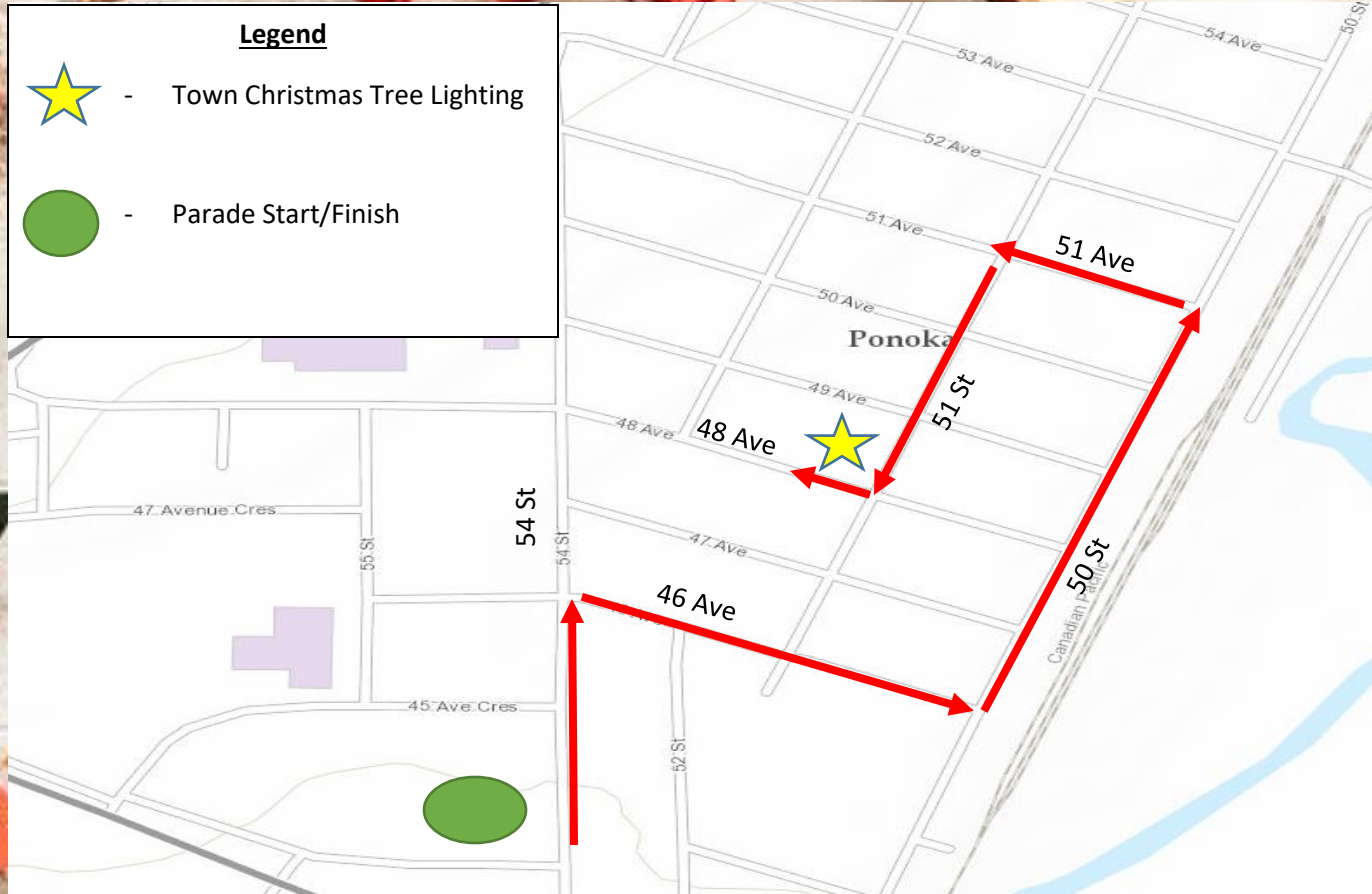 Legend
- Town Christmas Tree Lighting
- Parade Start/Finish
50 St
54 Ave
53 Ave
52 Ave
51 Ave
51 Ave
50 Ave
Ponoka
49 Ave
51 St
48 Ave
48 Ave
47 Avenue Cres
54 St
55 St
54 St
47 Ave
50 St
Canadian Pacific
46 Ave
45 Ave Cres
52 St